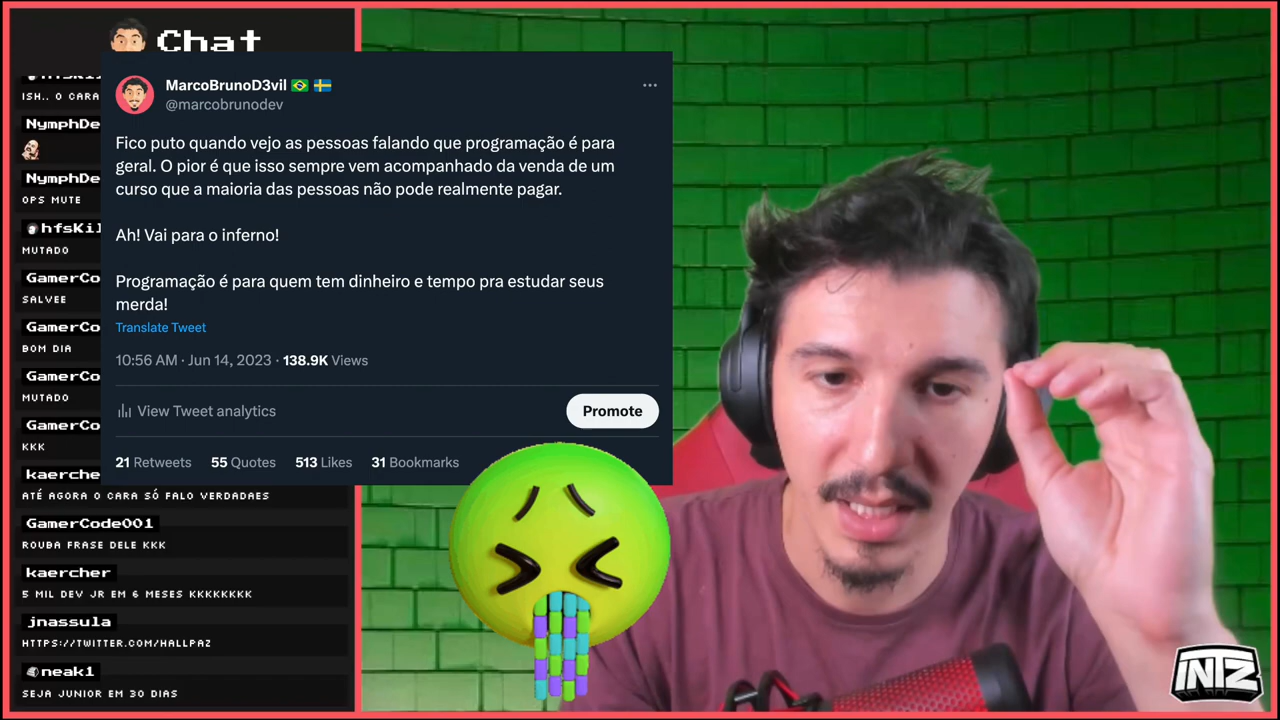 Chat
ISH.. O CARA
NymphDe
NymphDe
OPS MUTE
hfsKil
MUTADO
GamerCo
SALVEE
GamerCo
BOM DIA
GamerCo
MUTADO
GamerCo
KKK
kaerche
ATÉ AGORA O CARA SÓ FALO VERDADAES
GamerCode001
ROUBA FRASE DELE KKK
kaercher
5 MIL DEV JR EM 6 MESES KKKKKKKK
jnassula
HTTPS://TWITTER.COM/HALLPAZ
neak1
SEJA JUNIOR EM 30 DIAS
MarcoBrunoD3vil
@marcobrunodev
Fico puto quando vejo as pessoas falando que programação é para
geral. O pior é que isso sempre vem acompanhado da venda de um
curso que a maioria das pessoas não pode realmente pagar.
Ah! Vai para o inferno!
Programação é para quem tem dinheiro e tempo pra estudar seus
merda!
Translate Tweet
10:56 AM · Jun 14, 2023 · 138.9K Views
View Tweet analytics
Promote
21 Retweets 55 Quotes 513 Likes 31 Bookmarks
INTZ